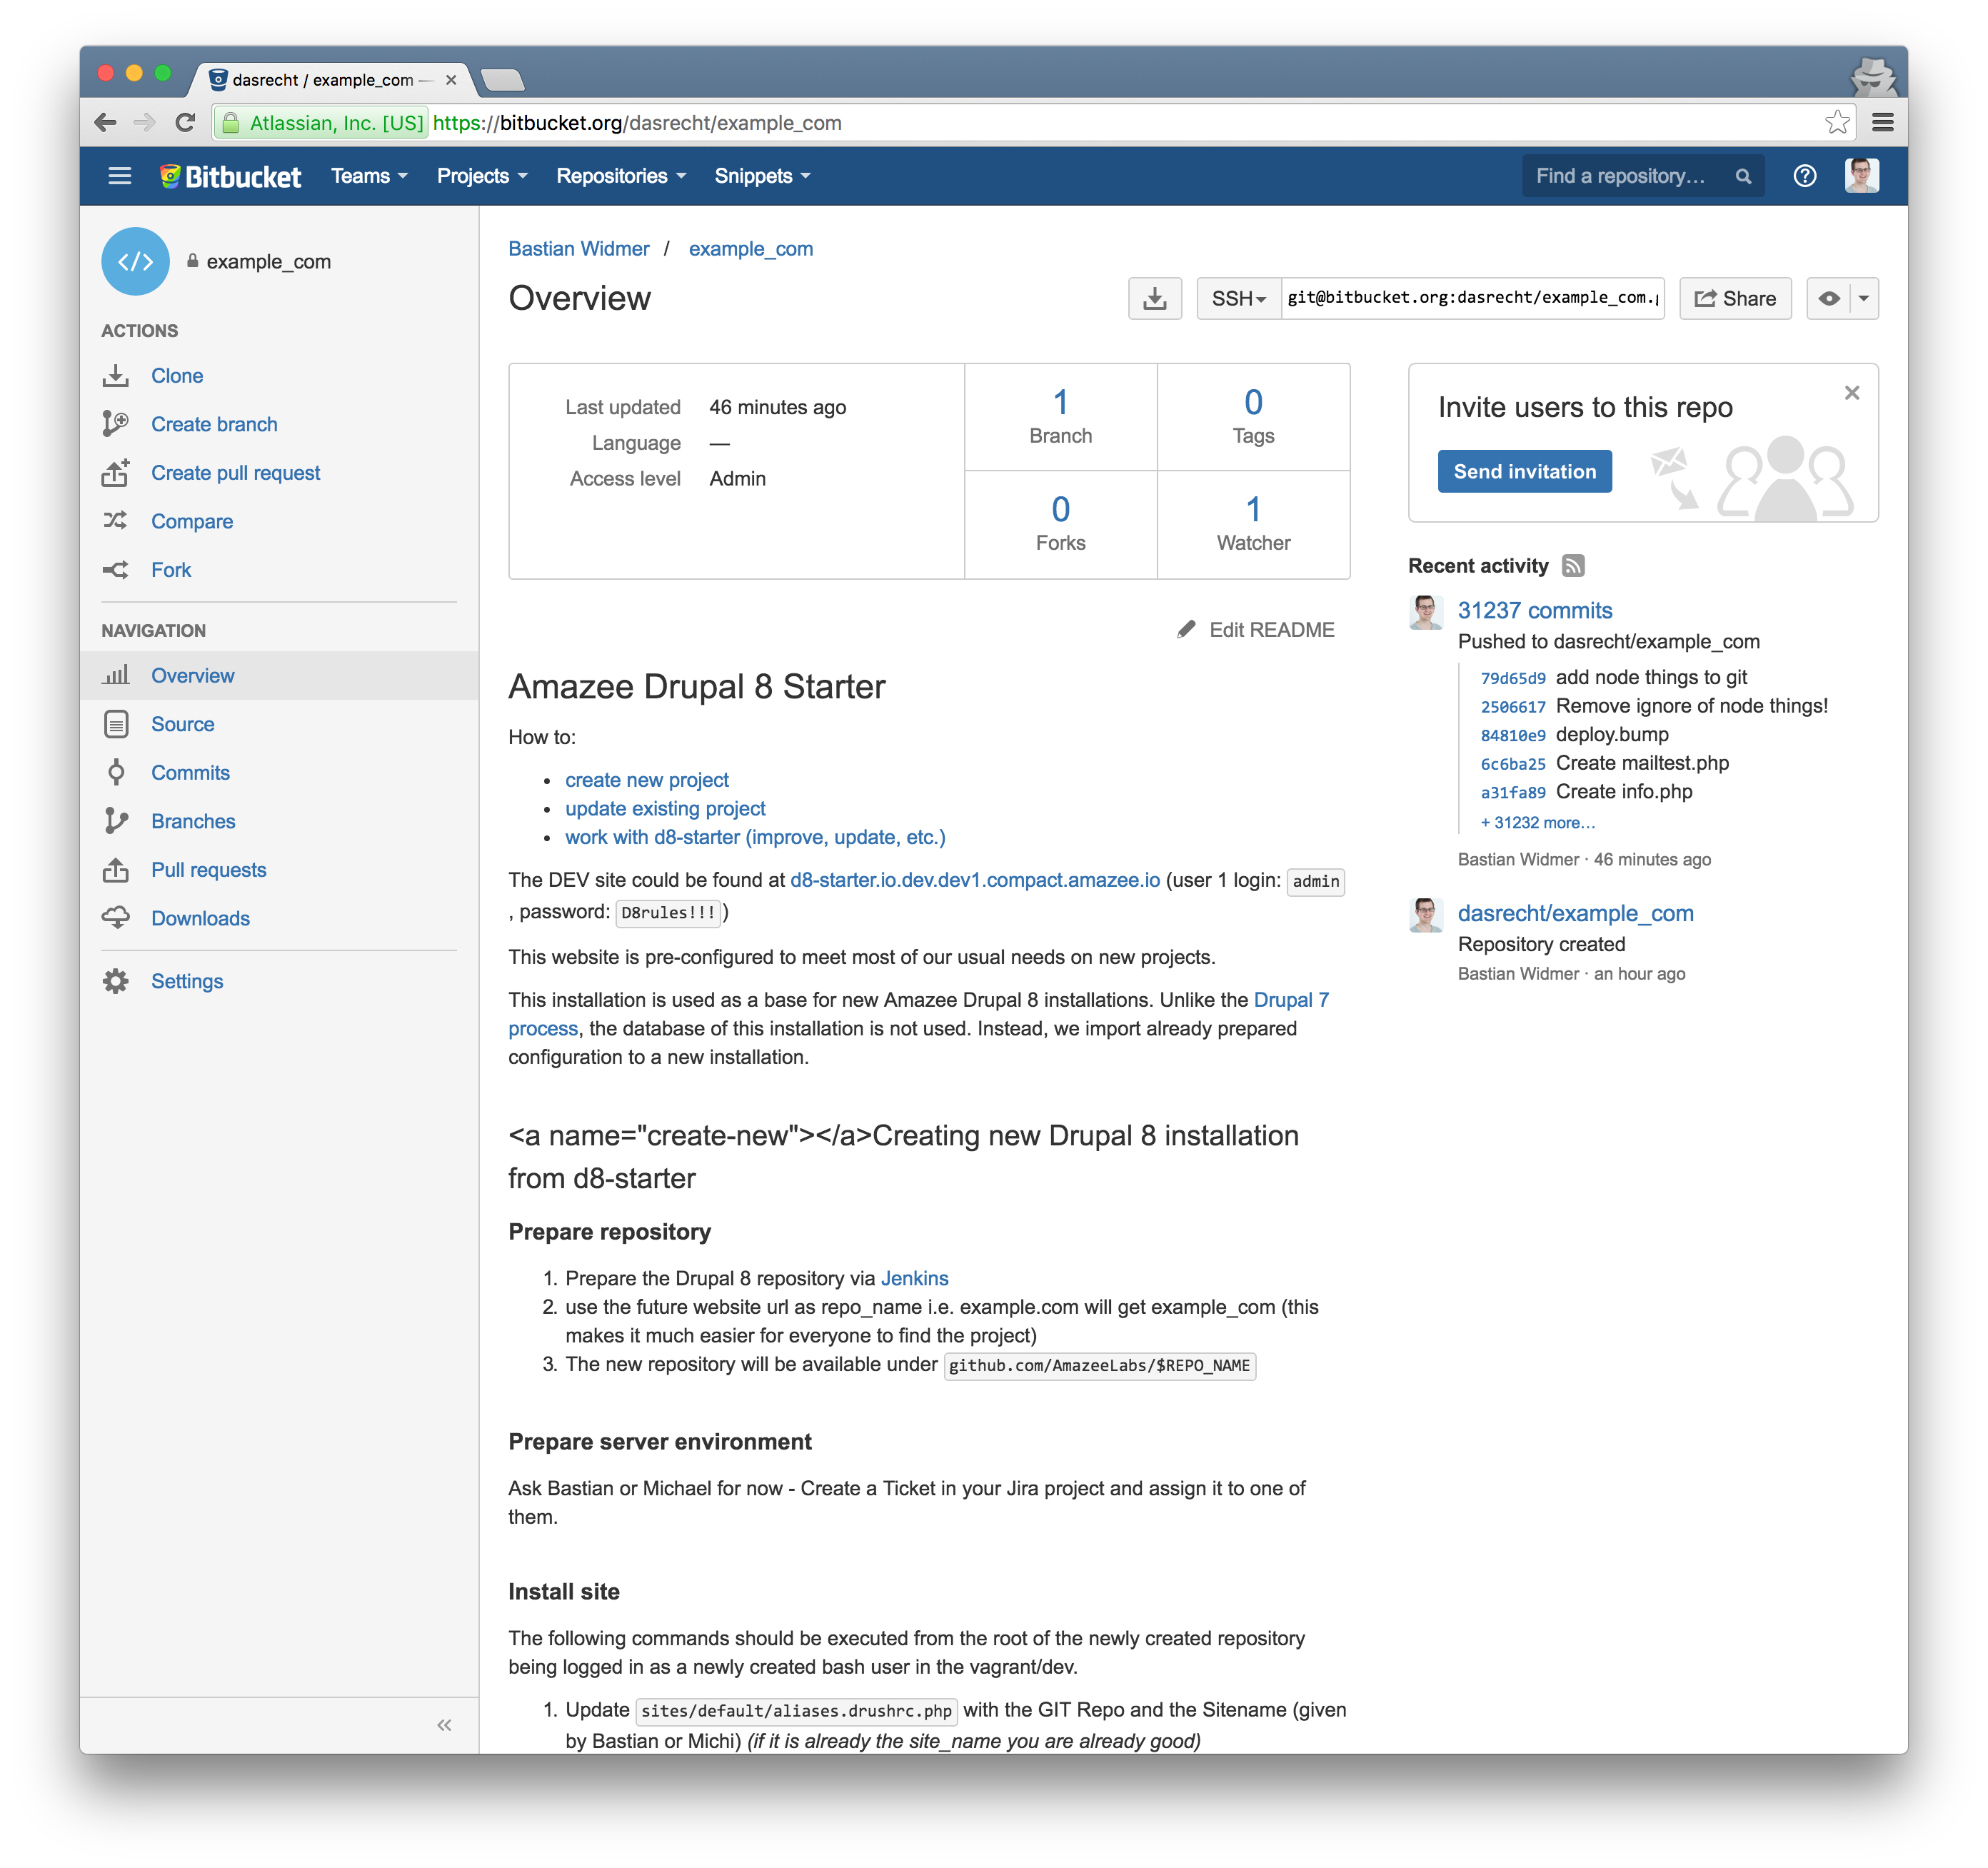 dasrecht / example_com —
Atlassian, Inc. [US] https://bitbucket.org/dasrecht/example_com
Bitbucket Teams Projects Repositories Snippets Find a repository...
example_com
ACTIONS
Clone
Create branch
Create pull request
Compare
Fork
NAVIGATION
Overview
Source
Commits
Branches
Pull requests
Downloads
Settings
Bastian Widmer / example_com
Overview
SSH git@bitbucket.org:dasrecht/example_com. Share
Last updated 46 minutes ago
Language —
Access level Admin
1
Branch
0
Tags
0
Forks
1
Watcher
Edit README
Amazee Drupal 8 Starter
How to:
• create new project
• update existing project
• work with d8-starter (improve, update, etc.)
The DEV site could be found at d8-starter.io.dev.dev1.compact.amazee.io (user 1 login: admin
, password: D8rules!!! )
This website is pre-configured to meet most of our usual needs on new projects.
This installation is used as a base for new Amazee Drupal 8 installations. Unlike the Drupal 7
process, the database of this installation is not used. Instead, we import already prepared
configuration to a new installation.
<a name="create-new"></a>Creating new Drupal 8 installation
from d8-starter
Prepare repository
1. Prepare the Drupal 8 repository via Jenkins
2. use the future website url as repo_name i.e. example.com will get example_com (this
makes it much easier for everyone to find the project)
3. The new repository will be available under github.com/AmazeeLabs/$REPO_NAME
Prepare server environment
Ask Bastian or Michael for now - Create a Ticket in your Jira project and assign it to one of
them.
Install site
The following commands should be executed from the root of the newly created repository
being logged in as a newly created bash user in the vagrant/dev.
1. Update sites/default/aliases.drushrc.php with the GIT Repo and the Sitename (given
by Bastian or Michi) (if it is already the site_name you are already good)
Invite users to this repo
Send invitation
Recent activity
31237 commits
Pushed to dasrecht/example_com
79d65d9 add node things to git
2506617 Remove ignore of node things!
84810e9 deploy.bump
6c6ba25 Create mailtest.php
a31fa89 Create info.php
+ 31232 more...
Bastian Widmer · 46 minutes ago
dasrecht/example_com
Repository created
Bastian Widmer · an hour ago